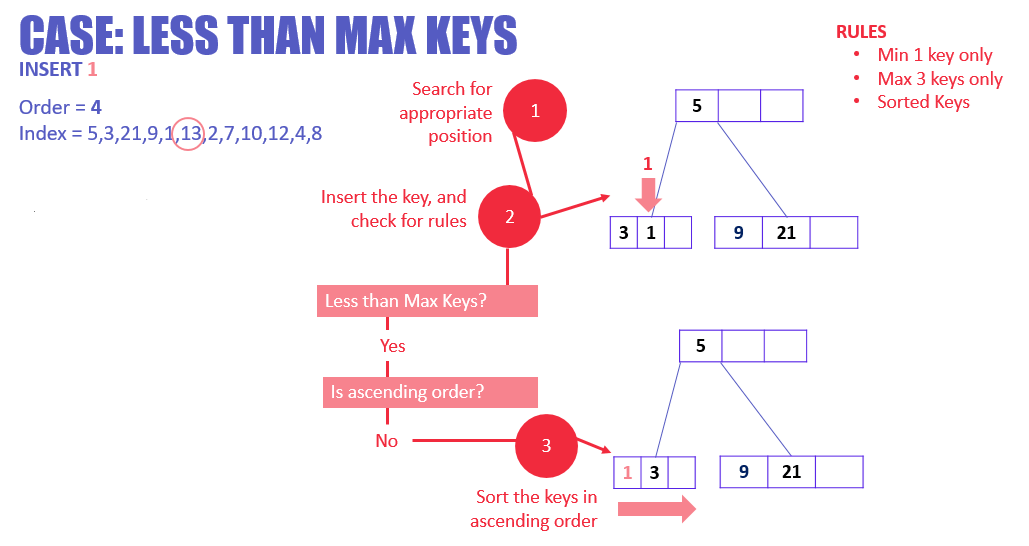 CASE: LESS THAN MAX KEYS
INSERT 1
Order = 4
Index = 5,3,21,9,1,13,2,7,10,12,4,8
RULES
• Min 1 key only
• Max 3 keys only
• Sorted Keys
Search for
appropriate
position
1
5
1
Insert the key, and
check for rules
2
3 1
9 21
Less than Max Keys?
Yes
5
Is ascending order?
No
3
1 3
9 21
Sort the keys in
ascending order